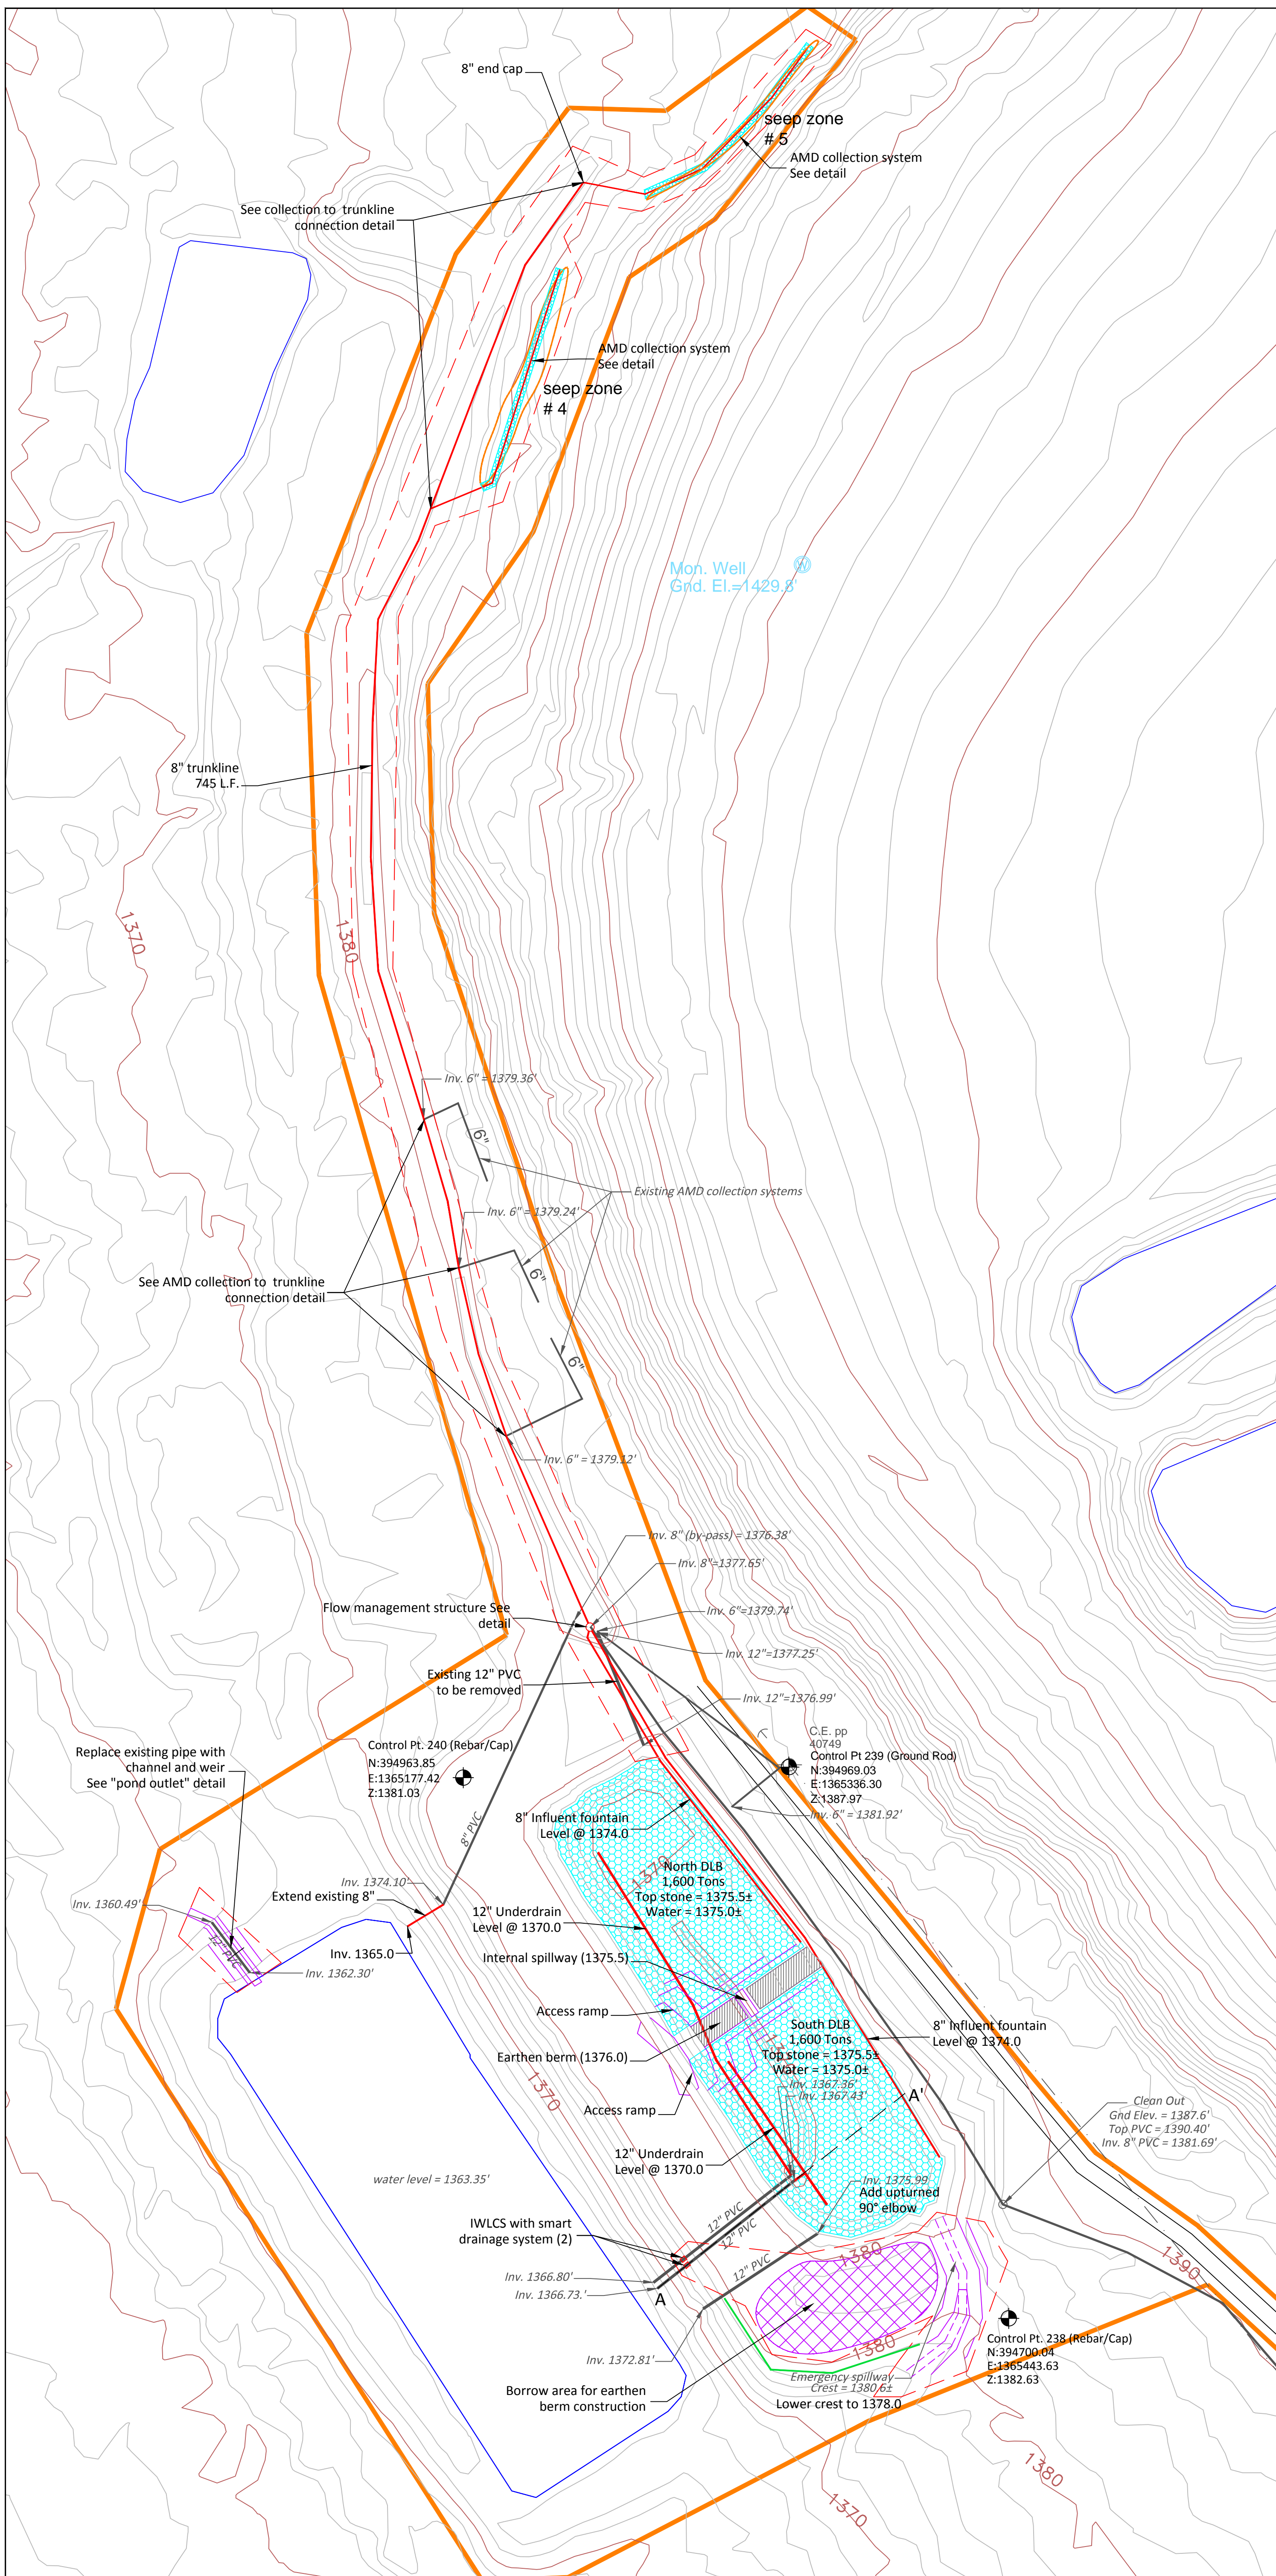 8" end cap
seep zone
# 5
AMD collection system
See detail
See collection to trunkline
connection detail
AMD collection system
See detail
seep zone
# 4
Mon. Well
Gnd. El.=1429.8'
W
8" trunkline
745 L.F.
1370
1380
Inv. 6" = 1379.36'
6"
Existing AMD collection systems
Inv. 6" = 1379.24'
6"
See AMD collection to trunkline
connection detail
6"
Inv. 6" = 1379.12'
Inv. 8" (by-pass) = 1376.38'
Inv. 8"=1377.65'
Flow management structure See
detail
Inv. 6"=1379.74'
Inv. 12"=1377.25'
Existing 12" PVC
to be removed
Inv. 12"=1376.99'
C.E. pp
40749
Control Pt 239 (Ground Rod)
N:394969.03
E:1365336.30
Z:1387.97
Inv. 6" = 1381.92'
Control Pt. 240 (Rebar/Cap)
N:394963.85
E:1365177.42
Z:1381.03
Replace existing pipe with
channel and weir
See "pond outlet" detail
8" PVC
8" Influent fountain
Level @ 1374.0
1370
North DLB
1,600 Tons
Top stone = 1375.5±
Water = 1375.0±
Inv. 1374.10'
Extend existing 8"
Inv. 1360.49'
12" PVC
12" Underdrain
Level @ 1370.0
Inv. 1365.0
Internal spillway (1375.5)
Inv. 1362.30'
Access ramp
South DLB
1,600 Tons
Top stone = 1375.5±
Water = 1375.0±
8" Influent fountain
Level @ 1374.0
Earthen berm (1376.0)
1370
Inv. 1367.36'
Inv. 1367.43'
A'
Access ramp
Clean Out
Gnd Elev. = 1387.6'
Top PVC = 1390.40'
Inv. 8" PVC = 1381.69'
12" Underdrain
Level @ 1370.0
water level = 1363.35'
Inv. 1375.99
Add upturned
90° elbow
12" PVC
12" PVC
IWLCS with smart
drainage system (2)
1380
1390
12" PVC
Inv. 1366.80'
Inv. 1366.73.'
A
Control Pt. 238 (Rebar/Cap)
N:394700.04
E:1365443.63
Z:1382.63
1380
Inv. 1372.81'
Emergency spillway
Crest = 1380.6±
Lower crest to 1378.0
Borrow area for earthen
berm construction
1380
1370